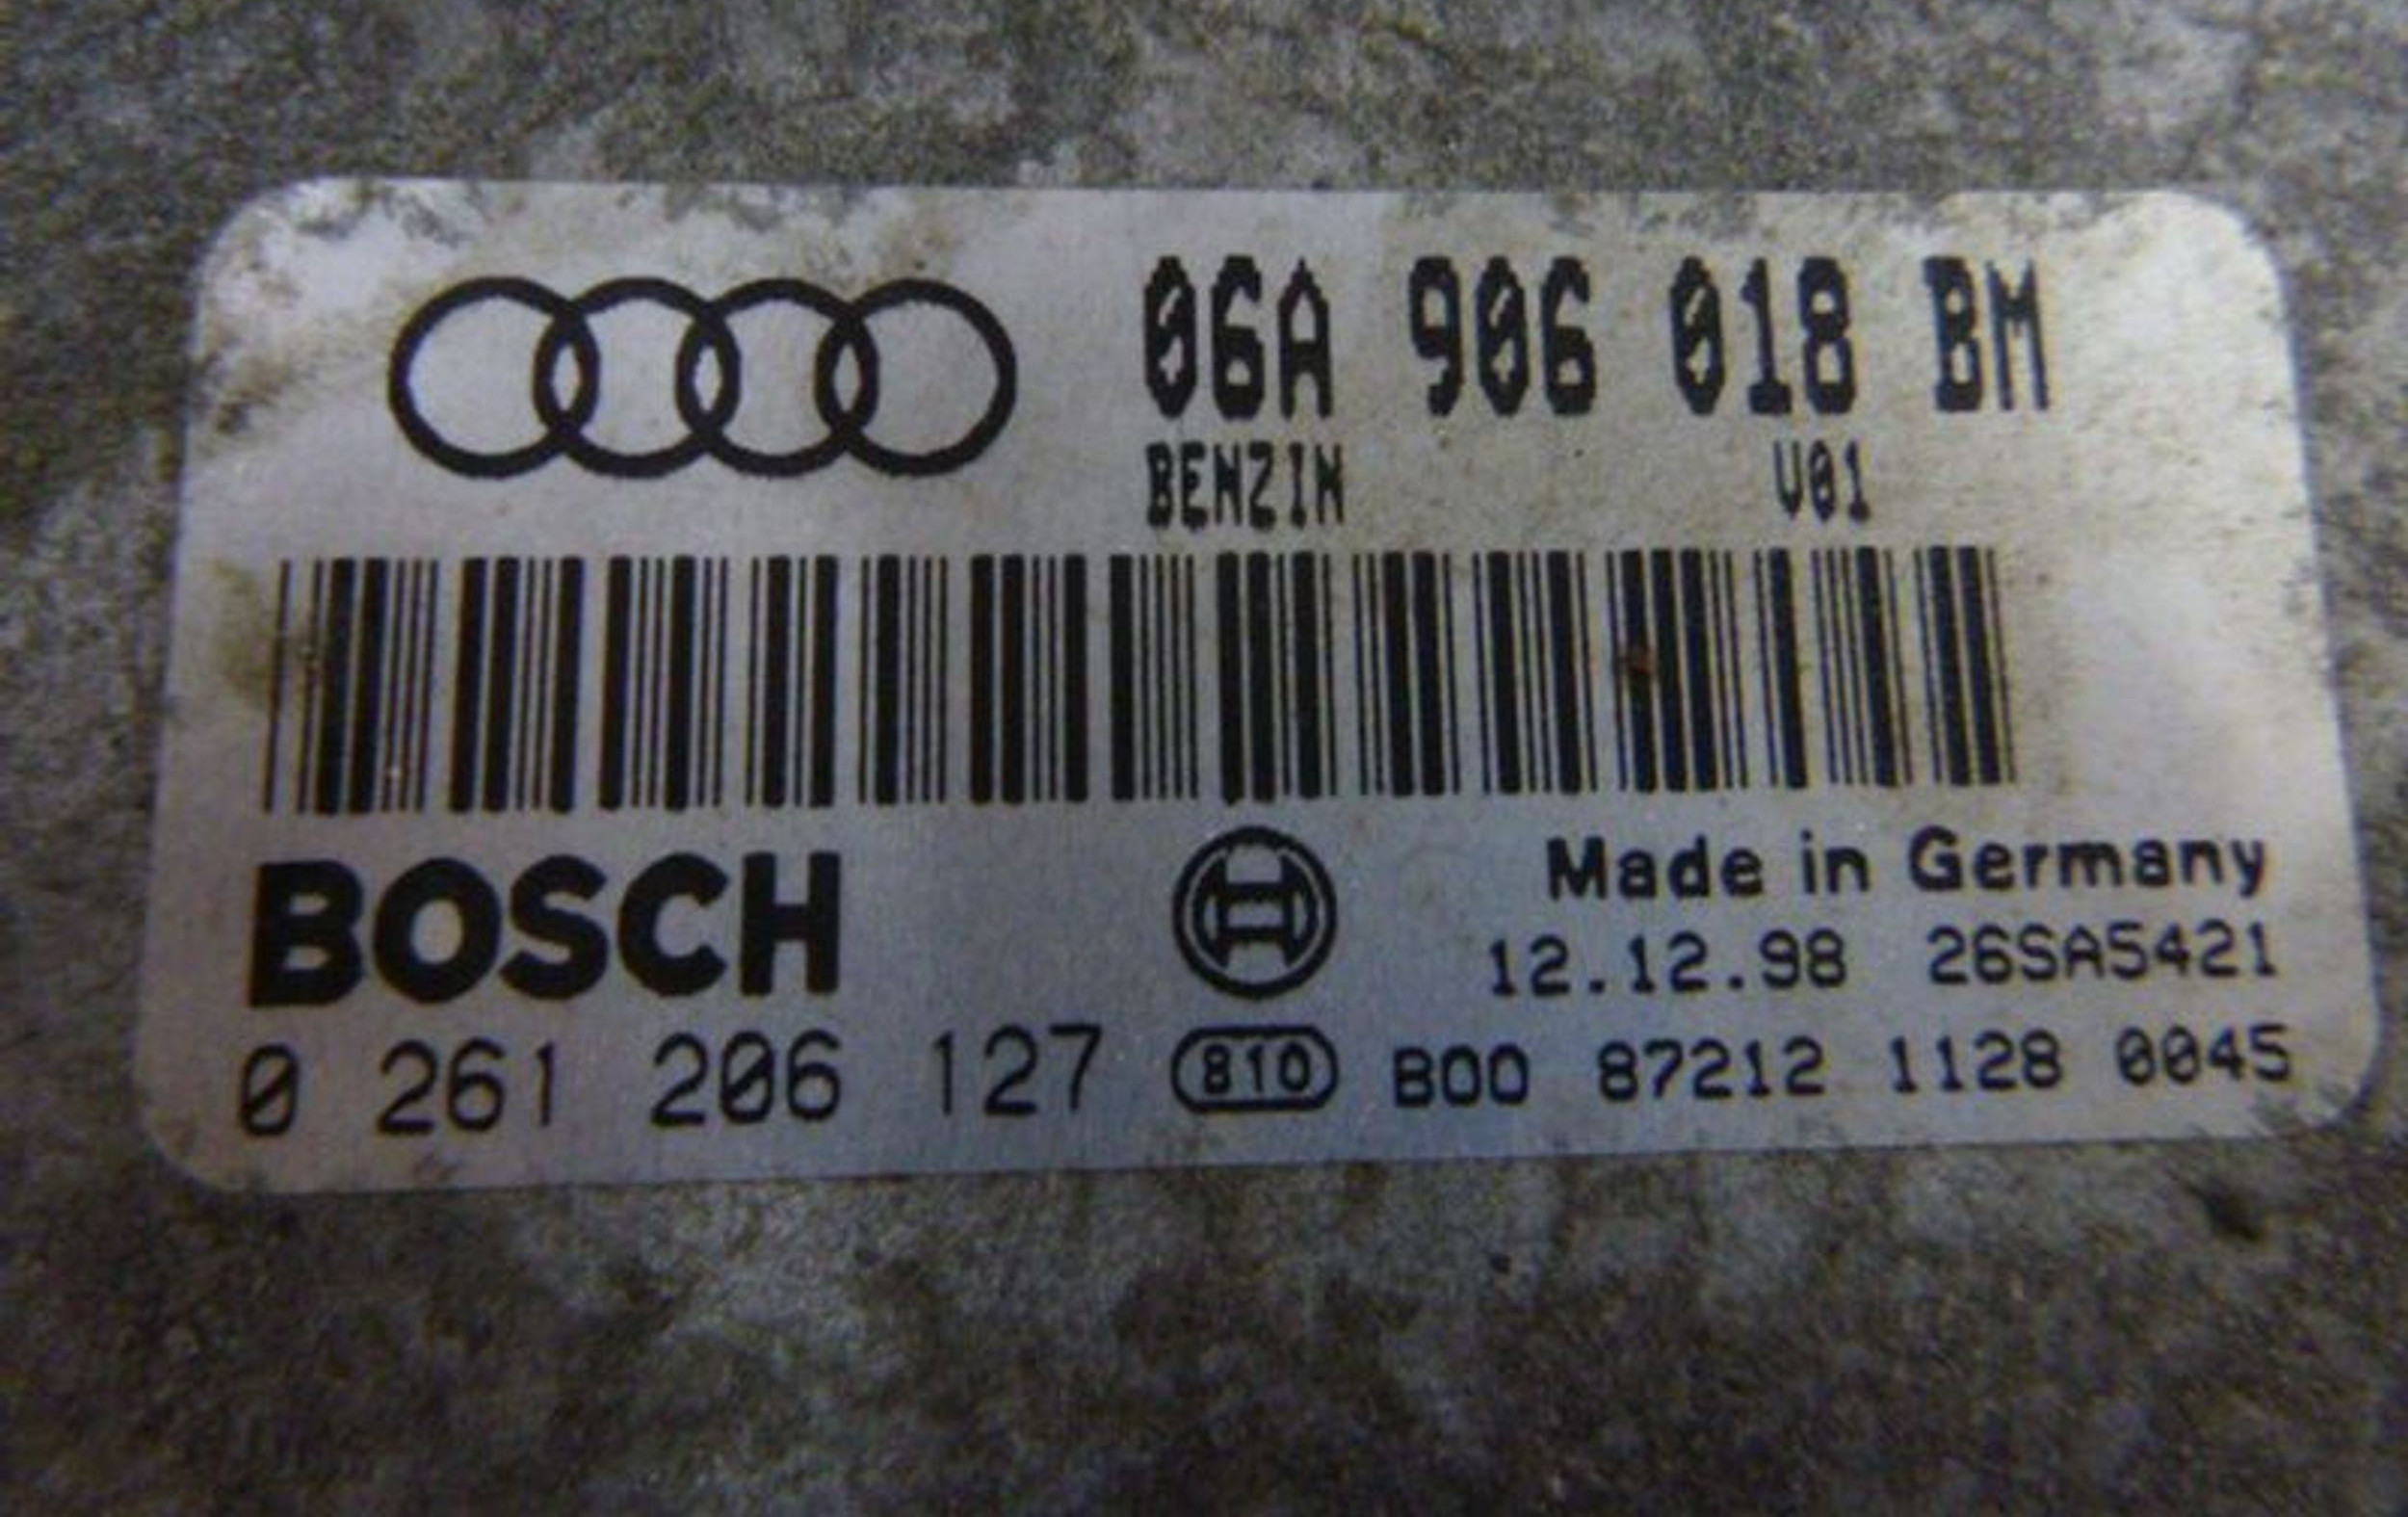 06A 906 018 BM
BENZIN V01
BOSCH
Made in Germany
12.12.98 26SA5421
0 261 206 127 810 B00 87212 1128 0045